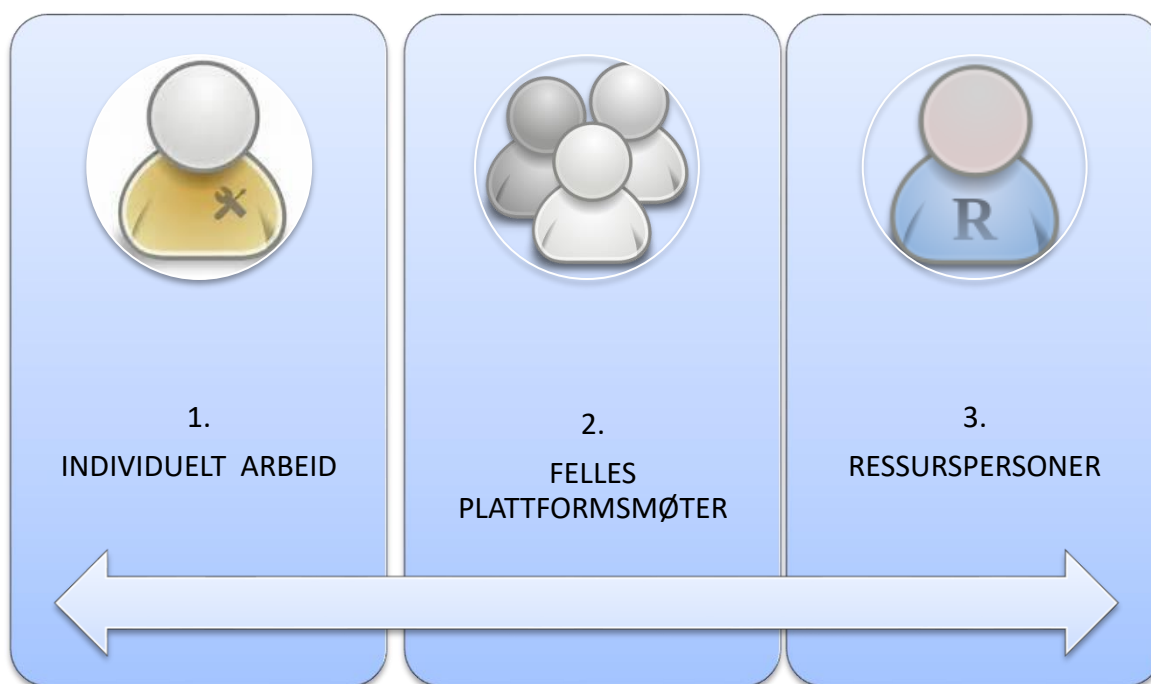 R
1.
INDIVIDUELT ARBEID
2.
FELLES
PLATTFORMSMØTER
3.
RESSURSPERSONER